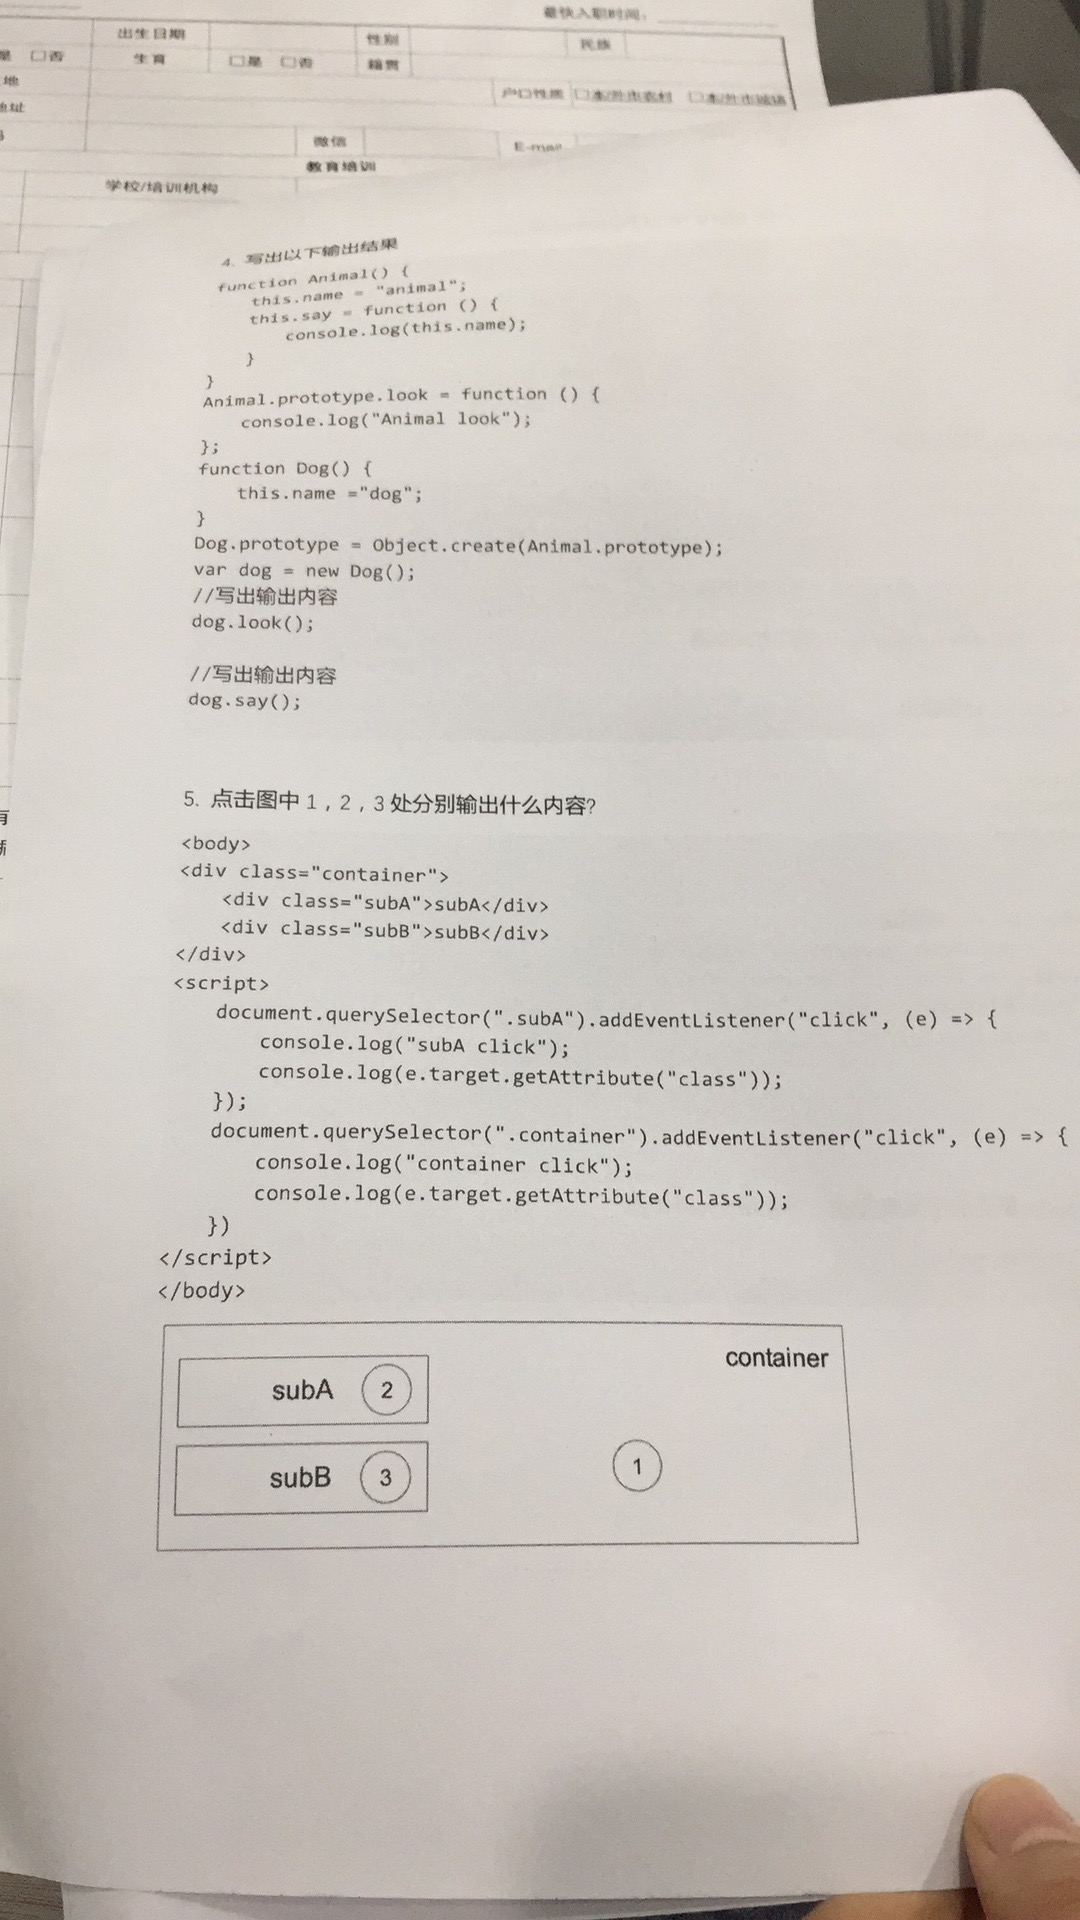 最快入职时间:
出生日期
性别
民族
是 □否
生育
□是 □否
籍贯
地
户口性质
□本/外市农村 □本/外市城镇
地址
微信
E-mail
教育培训
学校/培训机构
4. 写出以下输出结果
function Animal() {
this.name = "animal";
this.say = function () {
console.log(this.name);
}
}
Animal.prototype.look = function () {
console.log("Animal look");
};
function Dog() {
this.name ="dog";
}
Dog.prototype = Object.create(Animal.prototype);
var dog = new Dog();
//写出输出内容
dog.look();
//写出输出内容
dog.say();
5. 点击图中 1,2,3 处分别输出什么内容?
<body>
<div class="container">
<div class="subA">subA</div>
<div class="subB">subB</div>
</div>
<script>
document.querySelector(".subA").addEventListener("click", (e) => {
console.log("subA click");
console.log(e.target.getAttribute("class"));
});
document.querySelector(".container").addEventListener("click", (e) => {
console.log("container click");
console.log(e.target.getAttribute("class"));
})
</script>
</body>
container
subA 2
subB 3
1